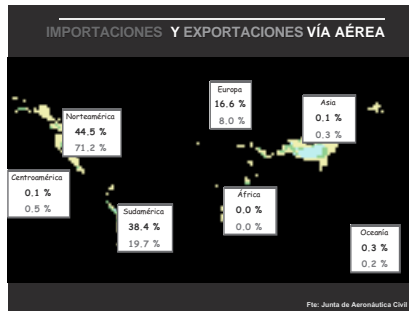 IMPORTACIONES Y EXPORTACIONES VÍA AÉREA
Europa
16.6 %
8.0 %
Asia
0.1 %
0.3 %
Norteamérica
44.5 %
71.2 %
Centroamérica
0.1 %
0.5 %
Sudamérica
38.4 %
19.7 %
África
0.0 %
0.0 %
Oceanía
0.3 %
0.2 %
Fte: Junta de Aeronáutica Civil